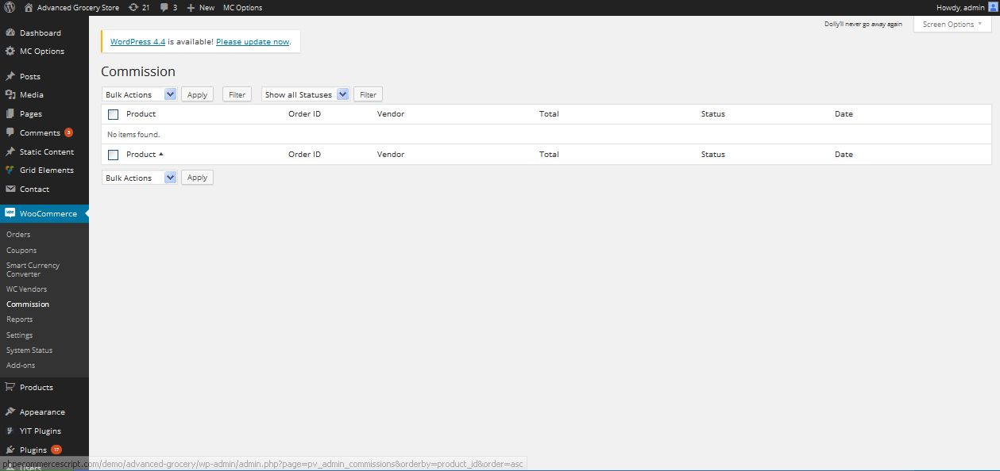 Advanced Grocery Store 21 3 New MC Options Howdy, admin
Dolly'll never go away again Screen Options
WordPress 4.4 is available! Please update now.
Dashboard
MC Options
Posts
Media
Pages
Comments 3
Static Content
Grid Elements
Contact
WooCommerce
Orders
Coupons
Smart Currency
Converter
WC Vendors
Commission
Reports
Settings
System Status
Add-ons
Products
Appearance
YIT Plugins
Plugins 17
Users
Commission
Bulk Actions Apply Filter Show all Statuses Filter
Product Order ID Vendor Total Status Date
No items found.
Product Order ID Vendor Total Status Date
Bulk Actions Apply
phpecommercescript.com/demo/advanced-grocery/wp-admin/admin.php?page=pv_admin_commissions&orderby=product_id&order=asc